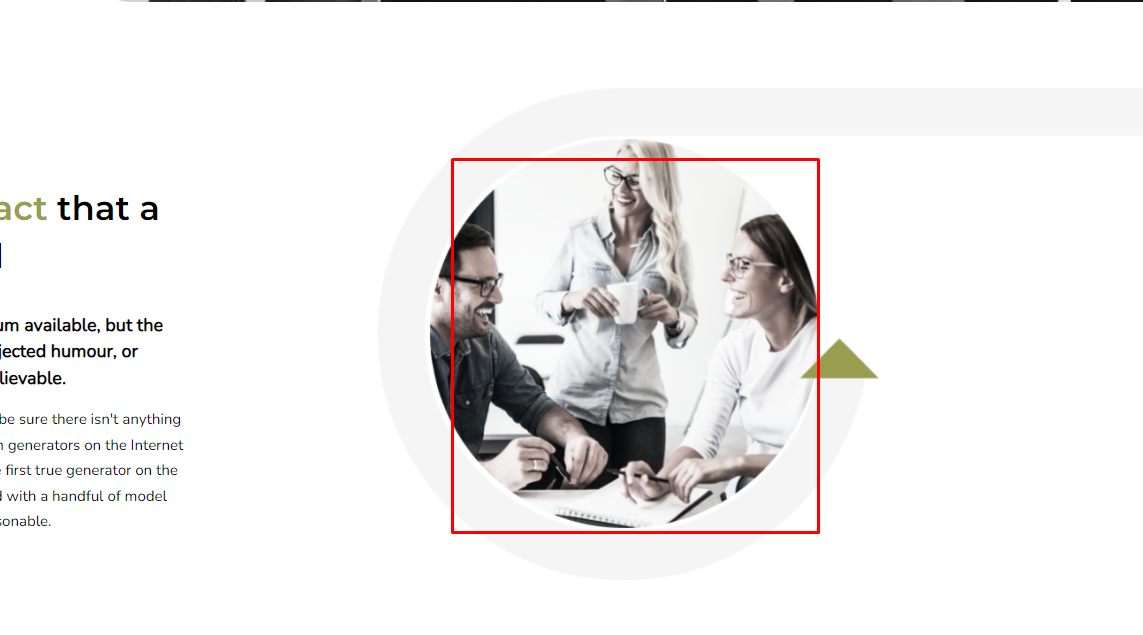 act that a
um available, but the
jected humour, or
lievable.
be sure there isn't anything
n generators on the Internet
e first true generator on the
d with a handful of model
sonable.